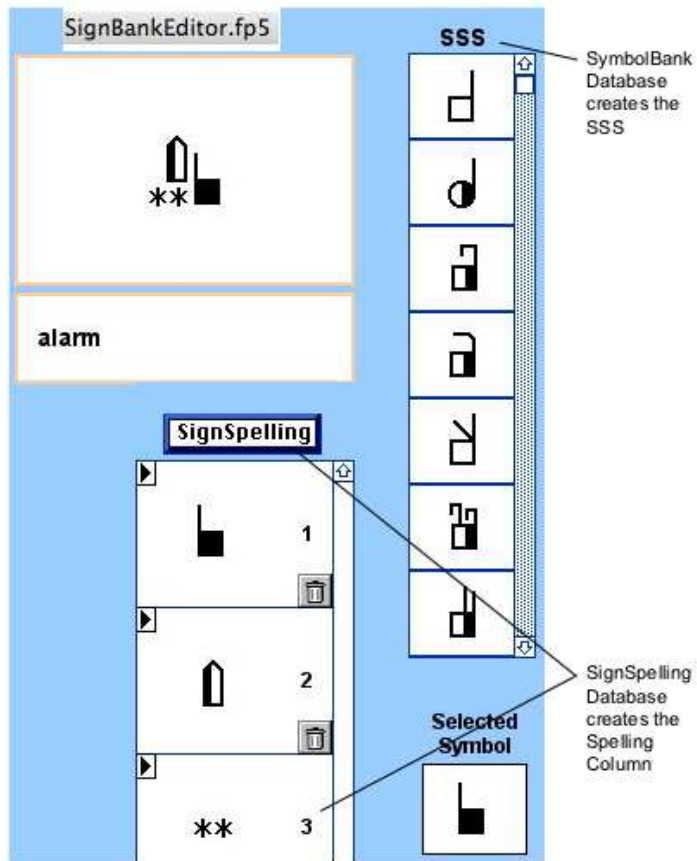 SignBankEditor.fp5
SSS
SymbolBank
Database
creates the
SSS
**
alarm
SignSpelling
1
2
SignSpelling
Database
creates the
Spelling
Column
Selected
Symbol
** 3